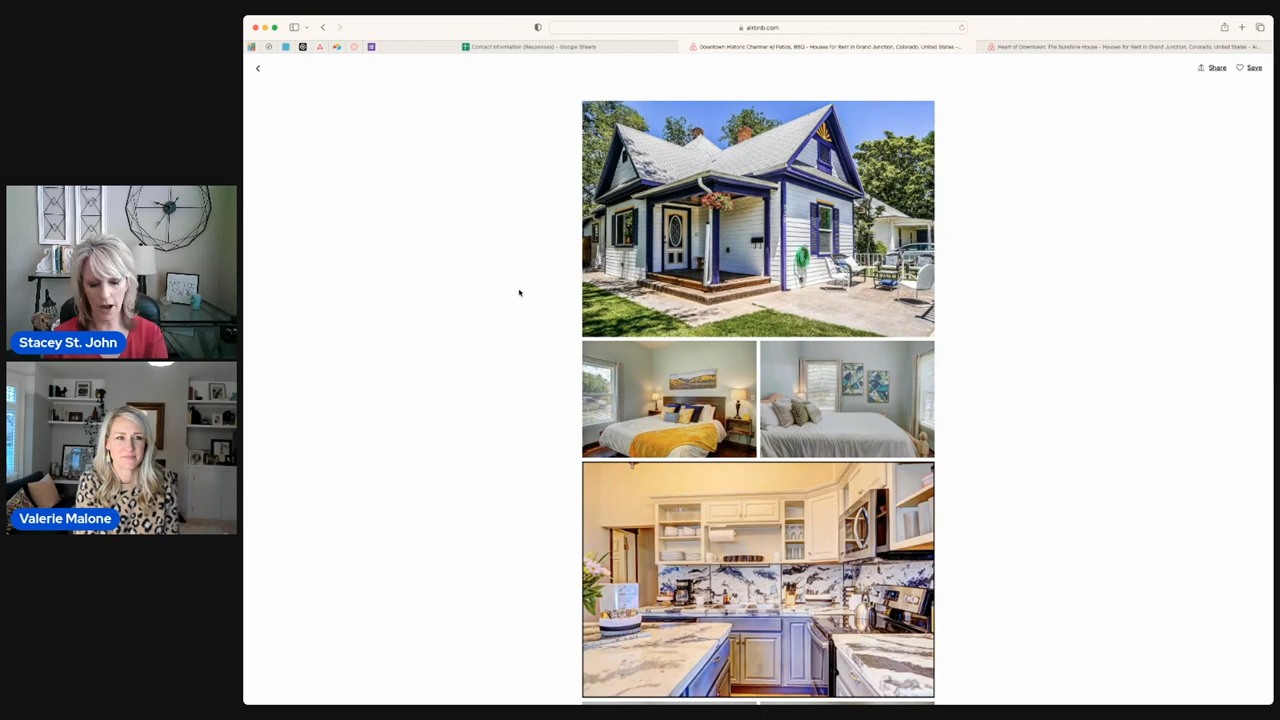 airbnb.com
Contact Information (Responses) – Google Sheets
Downtown Historic Charmer w/ Patios, BBQ - Houses for Rent in Grand Junction, Colorado, United States -...
Heart of Downtown: The Sunshine House - Houses for Rent in Grand Junction, Colorado, United States - Ai...
Share
Save
Stacey St. John
Valerie Malone